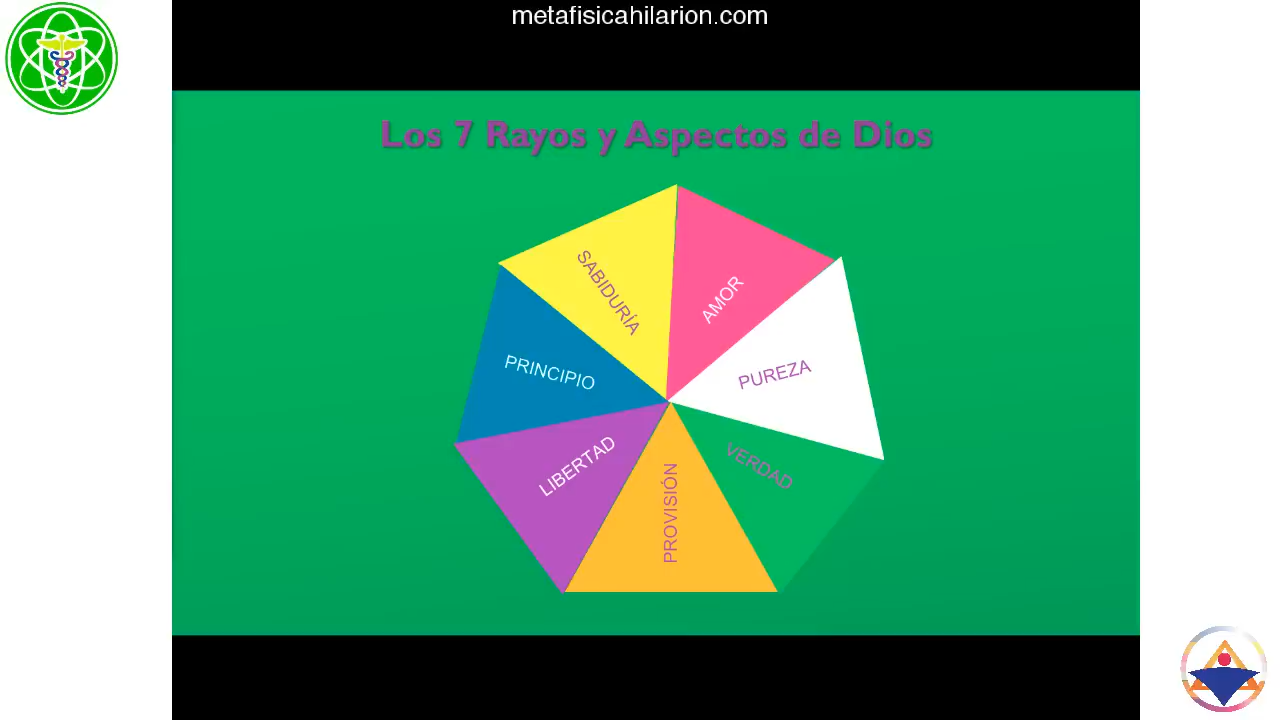 metafisicahilarion.com
Los 7 Rayos y Aspectos de Dios
SABIDURÍA
AMOR
PRINCIPIO
PUREZA
LIBERTAD
VERDAD
PROVISIÓN